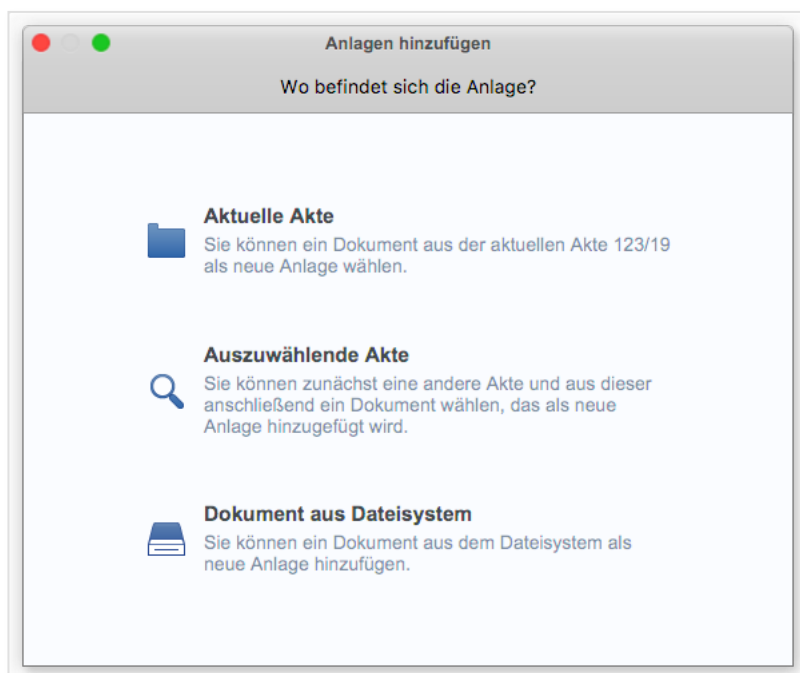 Anlagen hinzufügen
Wo befindet sich die Anlage?
Aktuelle Akte
Sie können ein Dokument aus der aktuellen Akte 123/19
als neue Anlage wählen.
Auszuwählende Akte
Sie können zunächst eine andere Akte und aus dieser
anschließend ein Dokument wählen, das als neue
Anlage hinzugefügt wird.
Dokument aus Dateisystem
Sie können ein Dokument aus dem Dateisystem als
neue Anlage hinzufügen.